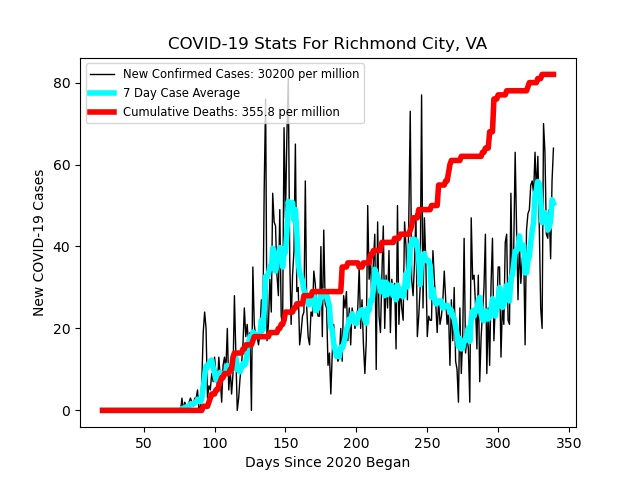 COVID-19 Stats For Richmond City, VA
New Confirmed Cases: 30200 per million
7 Day Case Average
Cumulative Deaths: 355.8 per million
New COVID-19 Cases
80
60
40
20
0
50 100 150 200 250 300 350
Days Since 2020 Began